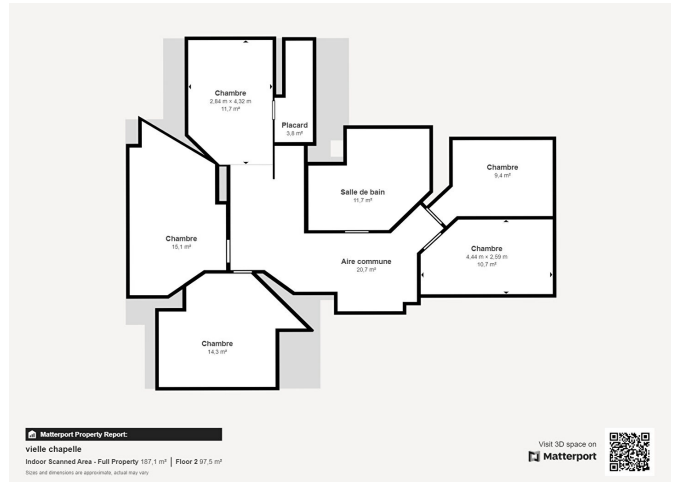 Chambre
2,84 m × 4,32 m
11,7 m²
Placard
3,6 m²
Chambre
9,4 m²
Salle de bain
11,7 m²
Chambre
15,1 m²
Chambre
4,44 m × 2,59 m
10,7 m²
Aire commune
20,7 m²
Chambre
14,3 m²
Matterport Property Report:
vielle chapelle
Indoor Scanned Area - Full Property 187,1 m² | Floor 2 97,5 m²
Sizes and dimensions are approximate, actual may vary.
Visit 3D space on
Matterport